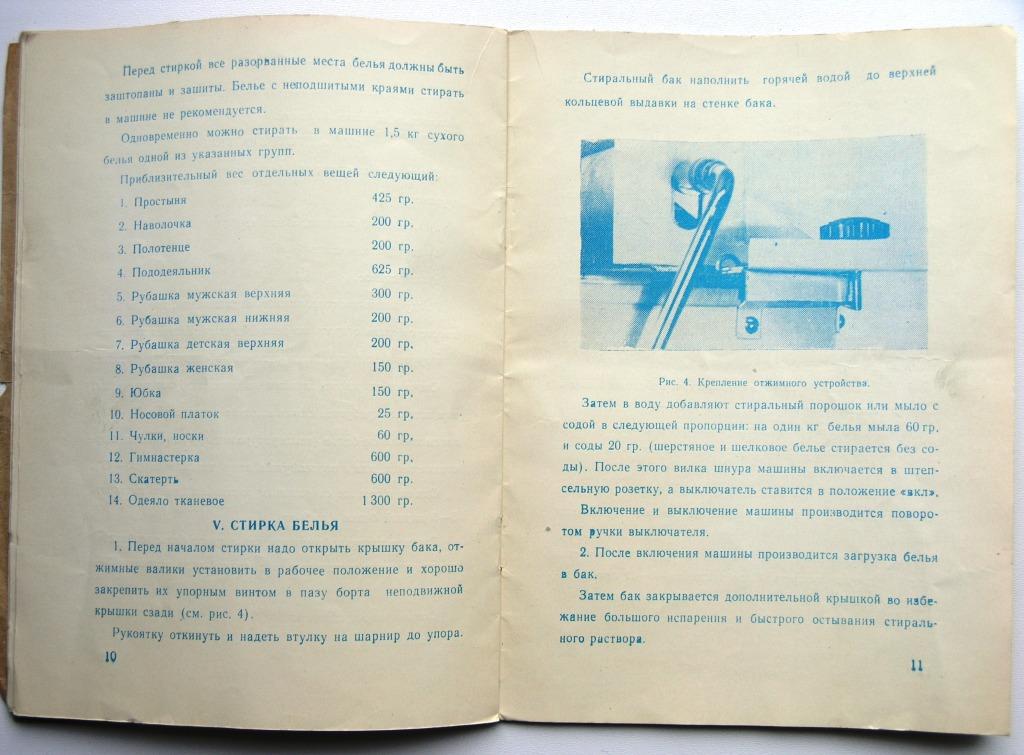 Перед стиркой все разорванные места белья должны быть
заштопаны и зашиты. Белье с неподшитыми краями стирать
в машине не рекомендуется.
Одновременно можно стирать в машине 1,5 кг сухого
белья одной из указанных групп.
Приблизительный вес отдельных вещей следующий:
1. Простыня 425 гр.
2. Наволочка 200 гр.
3. Полотенце 200 гр.
4. Пододеяльник 625 гр.
5. Рубашка мужская верхняя 300 гр.
6. Рубашка мужская нижняя 200 гр.
7. Рубашка детская верхняя 200 гр.
8. Рубашка женская 150 гр.
9. Юбка 150 гр.
10. Носовой платок 25 гр.
11. Чулки, носки 60 гр.
12. Гимнастерка 600 гр.
13. Скатерть 600 гр.
14. Одеяло тканевое 1 300 гр.
V. СТИРКА БЕЛЬЯ
1. Перед началом стирки надо открыть крышку бака, от-
жимные валики установить в рабочее положение и хорошо
закрепить их упорным винтом в пазу борта неподвижной
крышки сзади (см. рис. 4).
Рукоятку откинуть и надеть втулку на шарнир до упора.
10
Стиральный бак наполнить горячей водой до верхней
кольцевой выдавки на стенке бака.
Рис. 4. Крепление отжимного устройства.
Затем в воду добавляют стиральный порошок или мыло с
содой в следующей пропорции: на один кг белья мыла 60 гр.
и соды 20 гр. (шерстяное и шелковое белье стирается без со-
ды). После этого вилка шнура машины включается в штеп-
сельную розетку, а выключатель ставится в положение «вкл».
Включение и выключение машины производится поворо-
том ручки выключателя.
2. После включения машины производится загрузка белья
в бак.
Затем бак закрывается дополнительной крышкой во избе-
жание большого испарения и быстрого остывания стираль-
ного раствора.
11